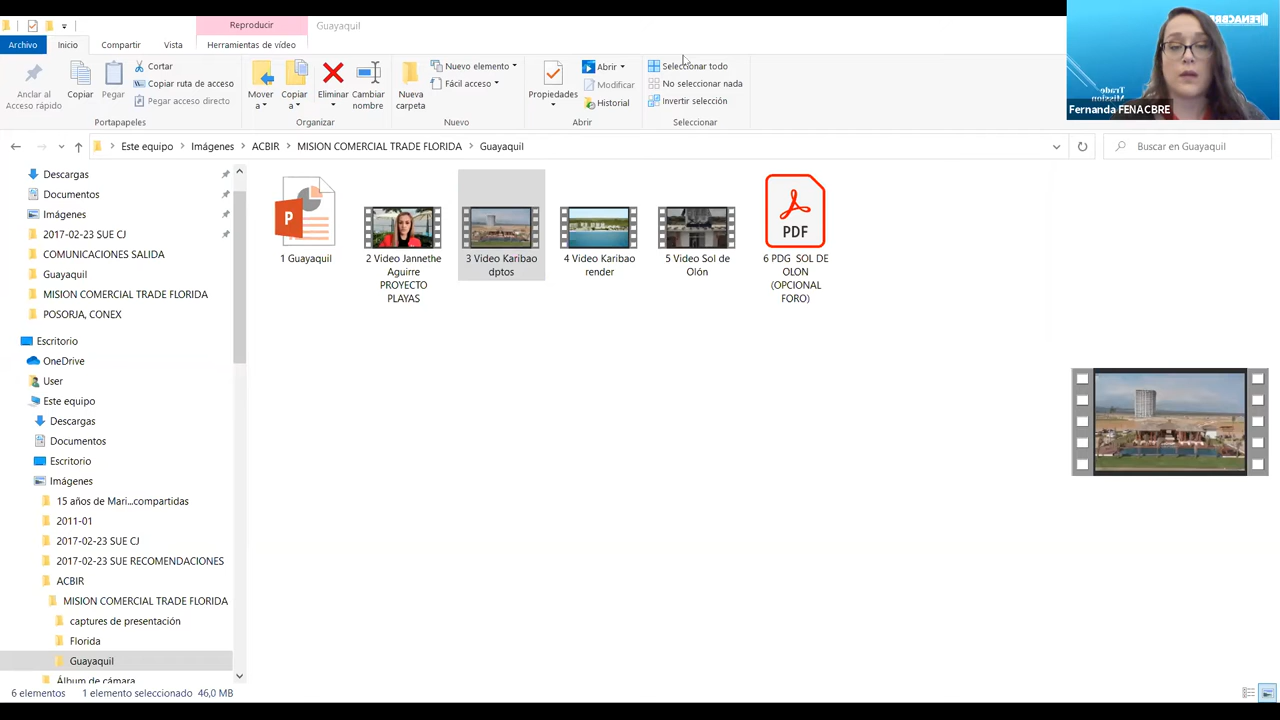 Reproducir
Guayaquil
Archivo
Inicio
Compartir
Vista
Herramientas de vídeo
Anclar al
Acceso rápido
Copiar
Pegar
Cortar
Copiar ruta de acceso
Pegar acceso directo
Portapapeles
Mover
a
Copiar
a
Eliminar
Cambiar
nombre
Organizar
Nueva
carpeta
Nuevo elemento
Fácil acceso
Nuevo
Propiedades
Abrir
Modificar
Historial
Abrir
Seleccionar todo
No seleccionar nada
Invertir selección
Seleccionar
FENACBRE
Trade
Mission
Fernanda FENACBRE
Este equipo
Imágenes
ACBIR
MISION COMERCIAL TRADE FLORIDA
Guayaquil
Buscar en Guayaquil
Descargas
Documentos
Imágenes
2017-02-23 SUE CJ
COMUNICACIONES SALIDA
Guayaquil
MISION COMERCIAL TRADE FLORIDA
POSORJA, CONEX
Escritorio
OneDrive
User
Este equipo
Descargas
Documentos
Escritorio
Imágenes
15 años de Mari...compartidas
2011-01
2017-02-23 SUE CJ
2017-02-23 SUE RECOMENDACIONES
ACBIR
MISION COMERCIAL TRADE FLORIDA
captures de presentación
Florida
Guayaquil
Álbum de cámara
P
1 Guayaquil
2 Video Jannethe
Aguirre
PROYECTO
PLAYAS
3 Video Karibao
dptos
4 Video Karibao
render
5 Video Sol de
Olón
PDF
6 PDG SOL DE
OLON
(OPCIONAL
FORO)
6 elementos
1 elemento seleccionado 46,0 MB